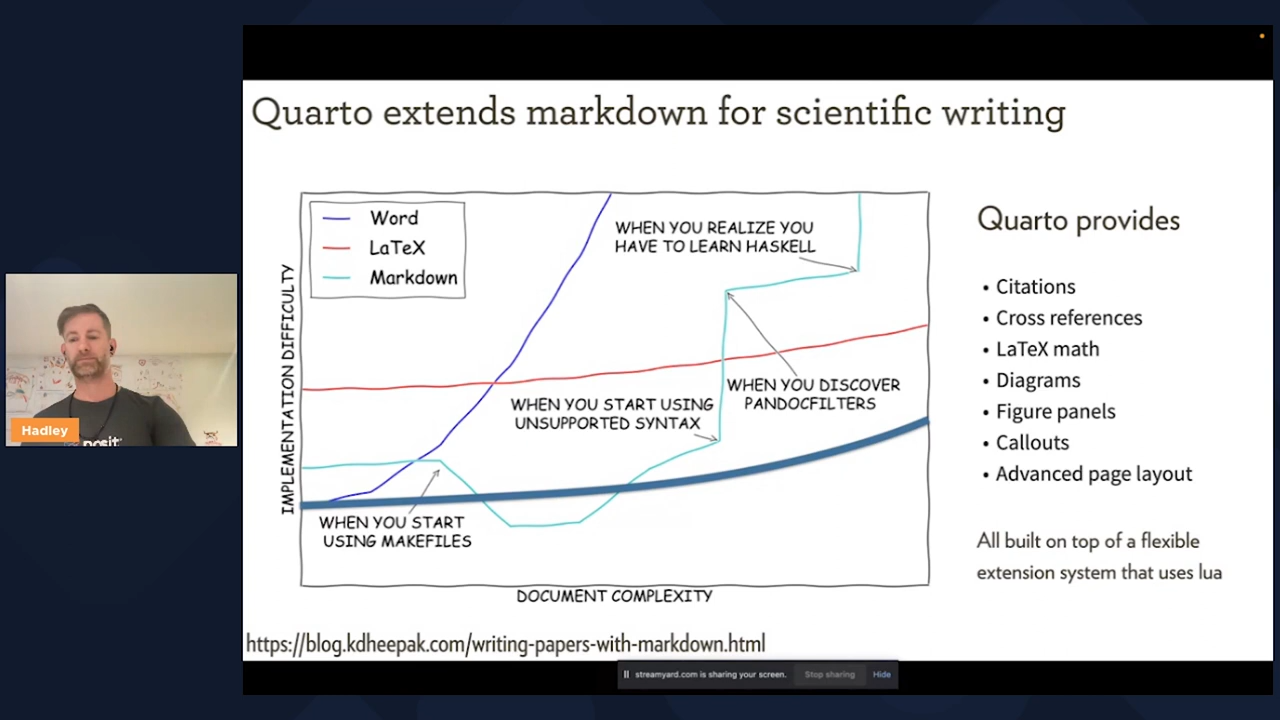 Quarto extends markdown for scientific writing
Word
LaTeX
Markdown
WHEN YOU REALIZE YOU
HAVE TO LEARN HASKELL
WHEN YOU DISCOVER
PANDOCFILTERS
WHEN YOU START USING
UNSUPPORTED SYNTAX
WHEN YOU START
USING MAKEFILES
IMPLEMENTATION DIFFICULTY
DOCUMENT COMPLEXITY
Quarto provides
• Citations
• Cross references
• LaTeX math
• Diagrams
• Figure panels
• Callouts
• Advanced page layout
All built on top of a flexible
extension system that uses lua
https://blog.kdheepak.com/writing-papers-with-markdown.html
streamyard.com is sharing your screen.
Stop sharing
Hide
Hadley
posit